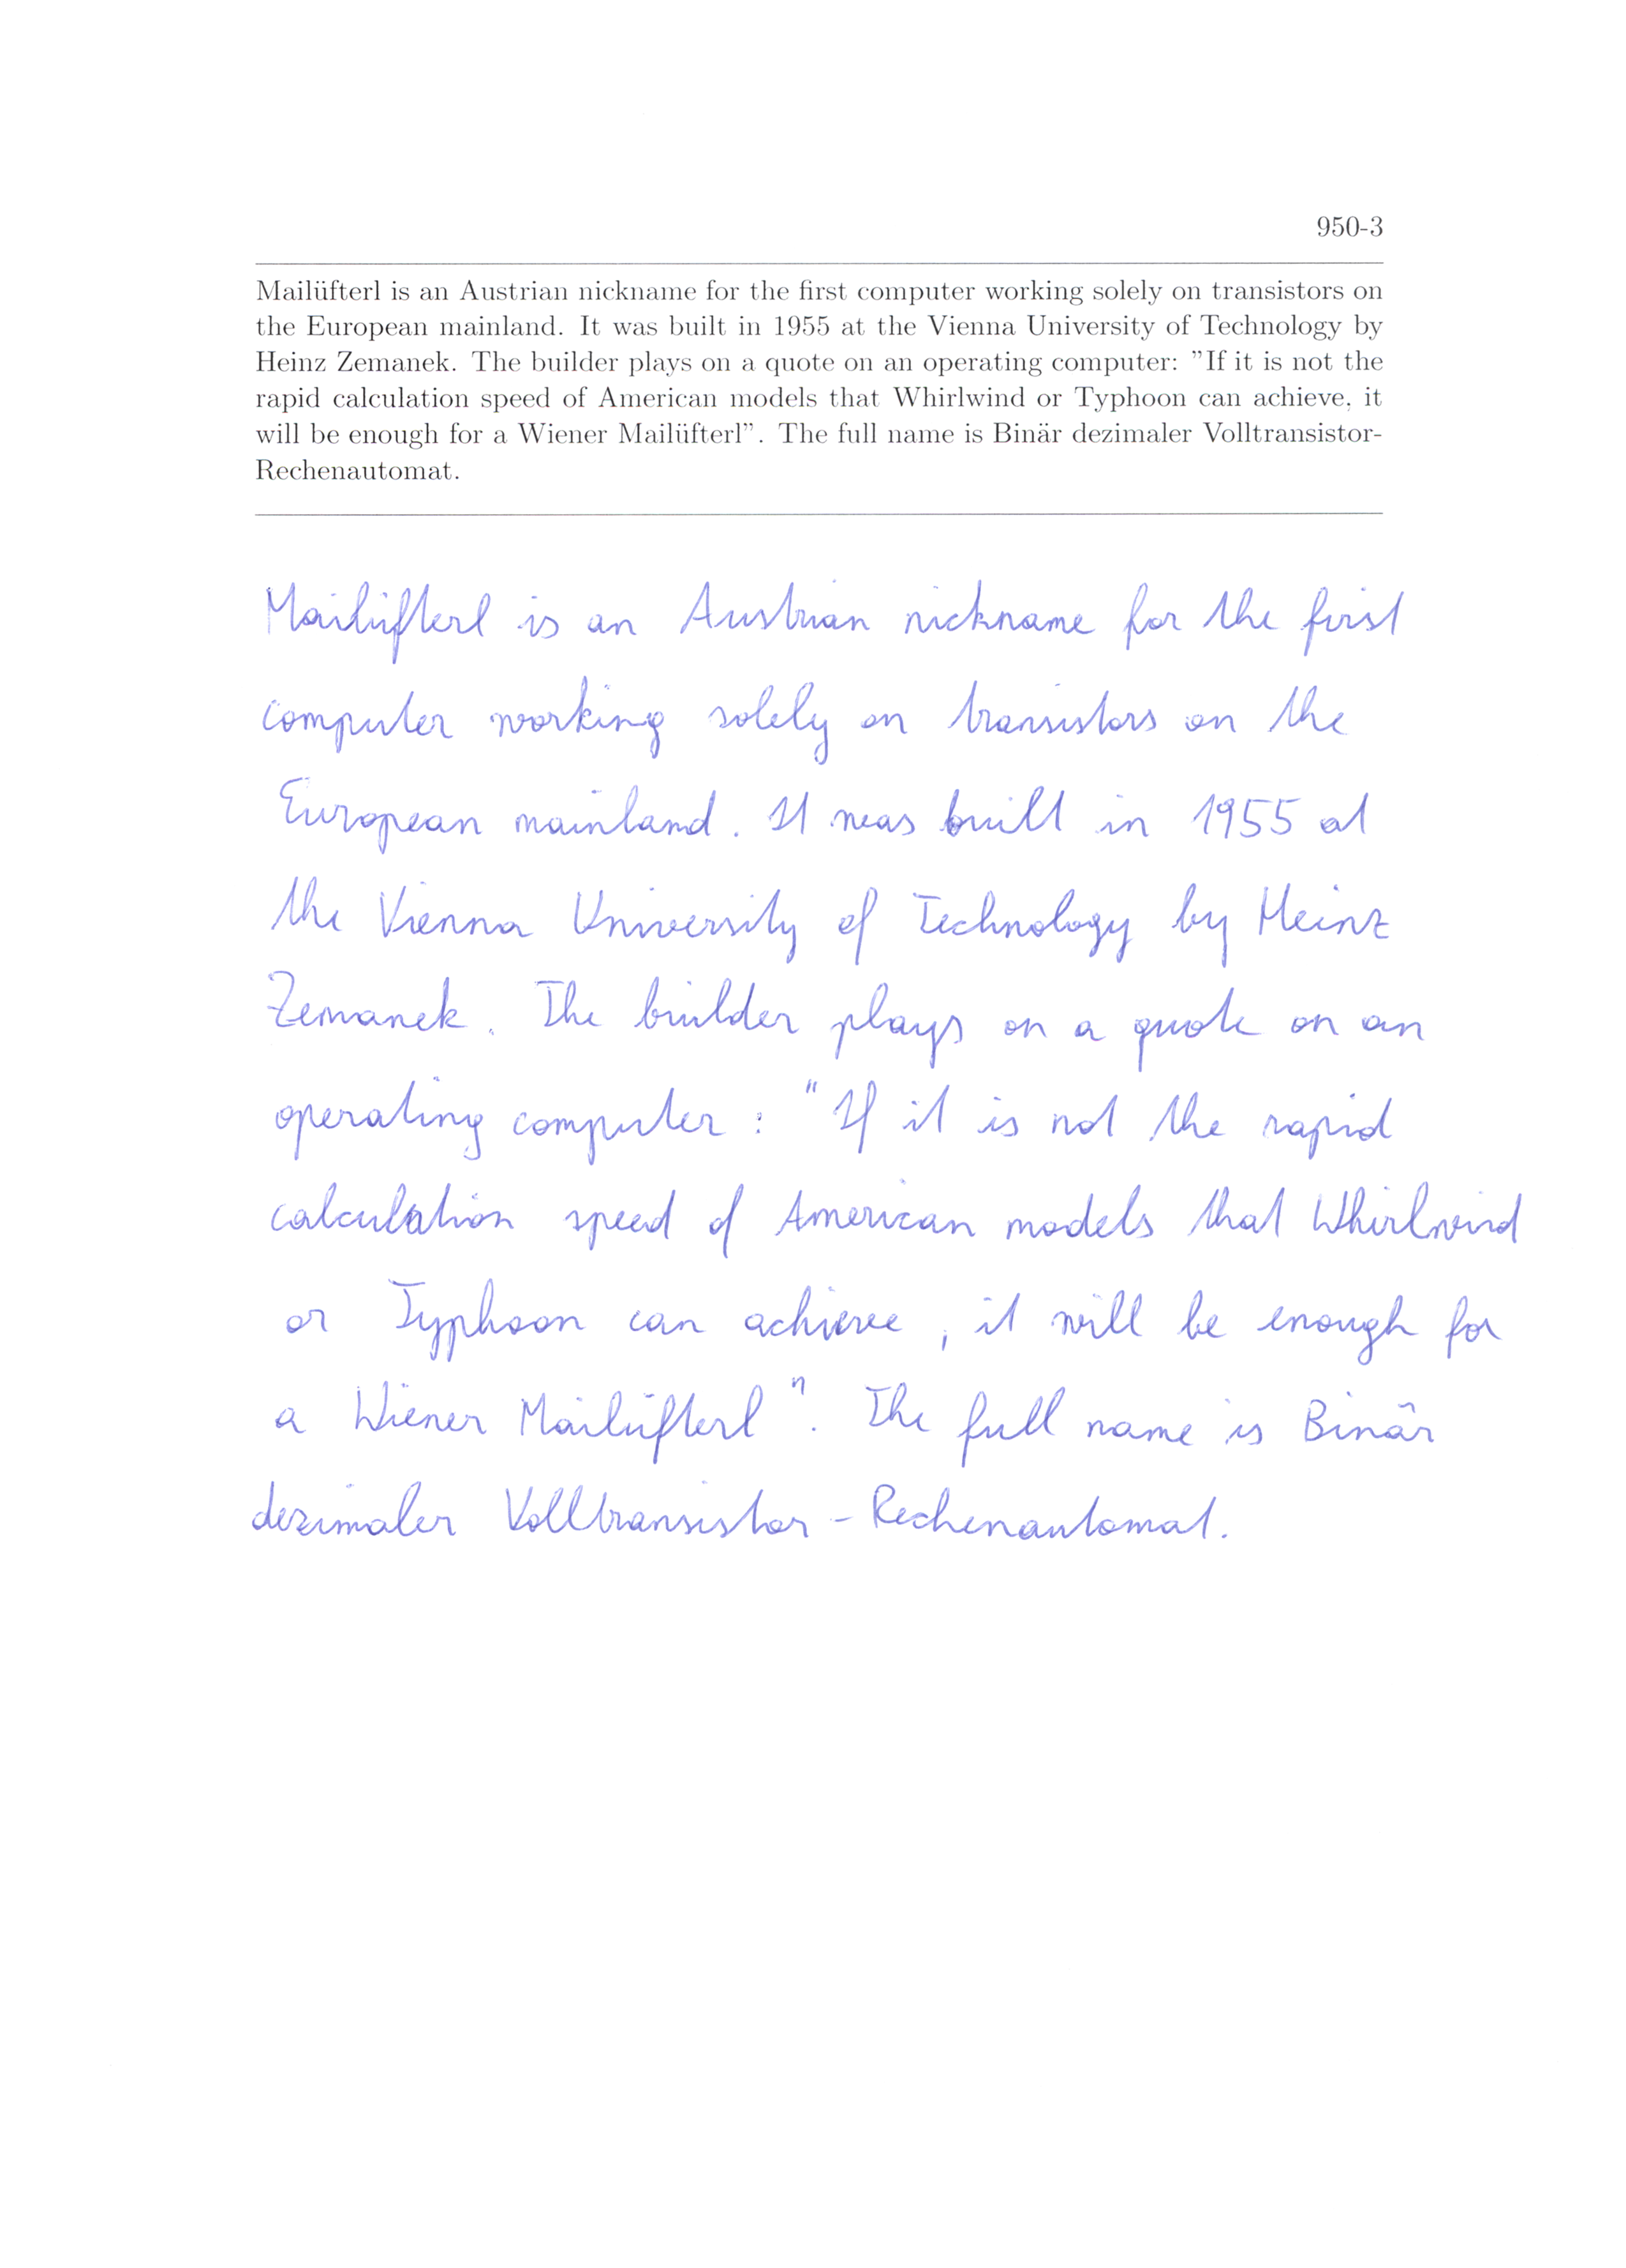 950-3
Mailüfterl is an Austrian nickname for the first computer working solely on transistors on
the European mainland. It was built in 1955 at the Vienna University of Technology by
Heinz Zemanek. The builder plays on a quote on an operating computer: ”If it is not the
rapid calculation speed of American models that Whirlwind or Typhoon can achieve, it
will be enough for a Wiener Mailüfterl”. The full name is Binär dezimaler Volltransistor-
Rechenautomat.
Mailüfterl is an Austrian nickname for the first
computer working solely on transistors on the
European mainland. It was built in 1955 at
the Vienna University of Technology by Heinz
Zemanek. The builder plays on a quote on an
operating computer: "If it is not the rapid
calculation speed of American models that Whirlwind
or Typhoon can achieve, it will be enough for
a Wiener Mailüfterl". The full name is Binär
dezimaler Volltransistor-Rechenautomat.